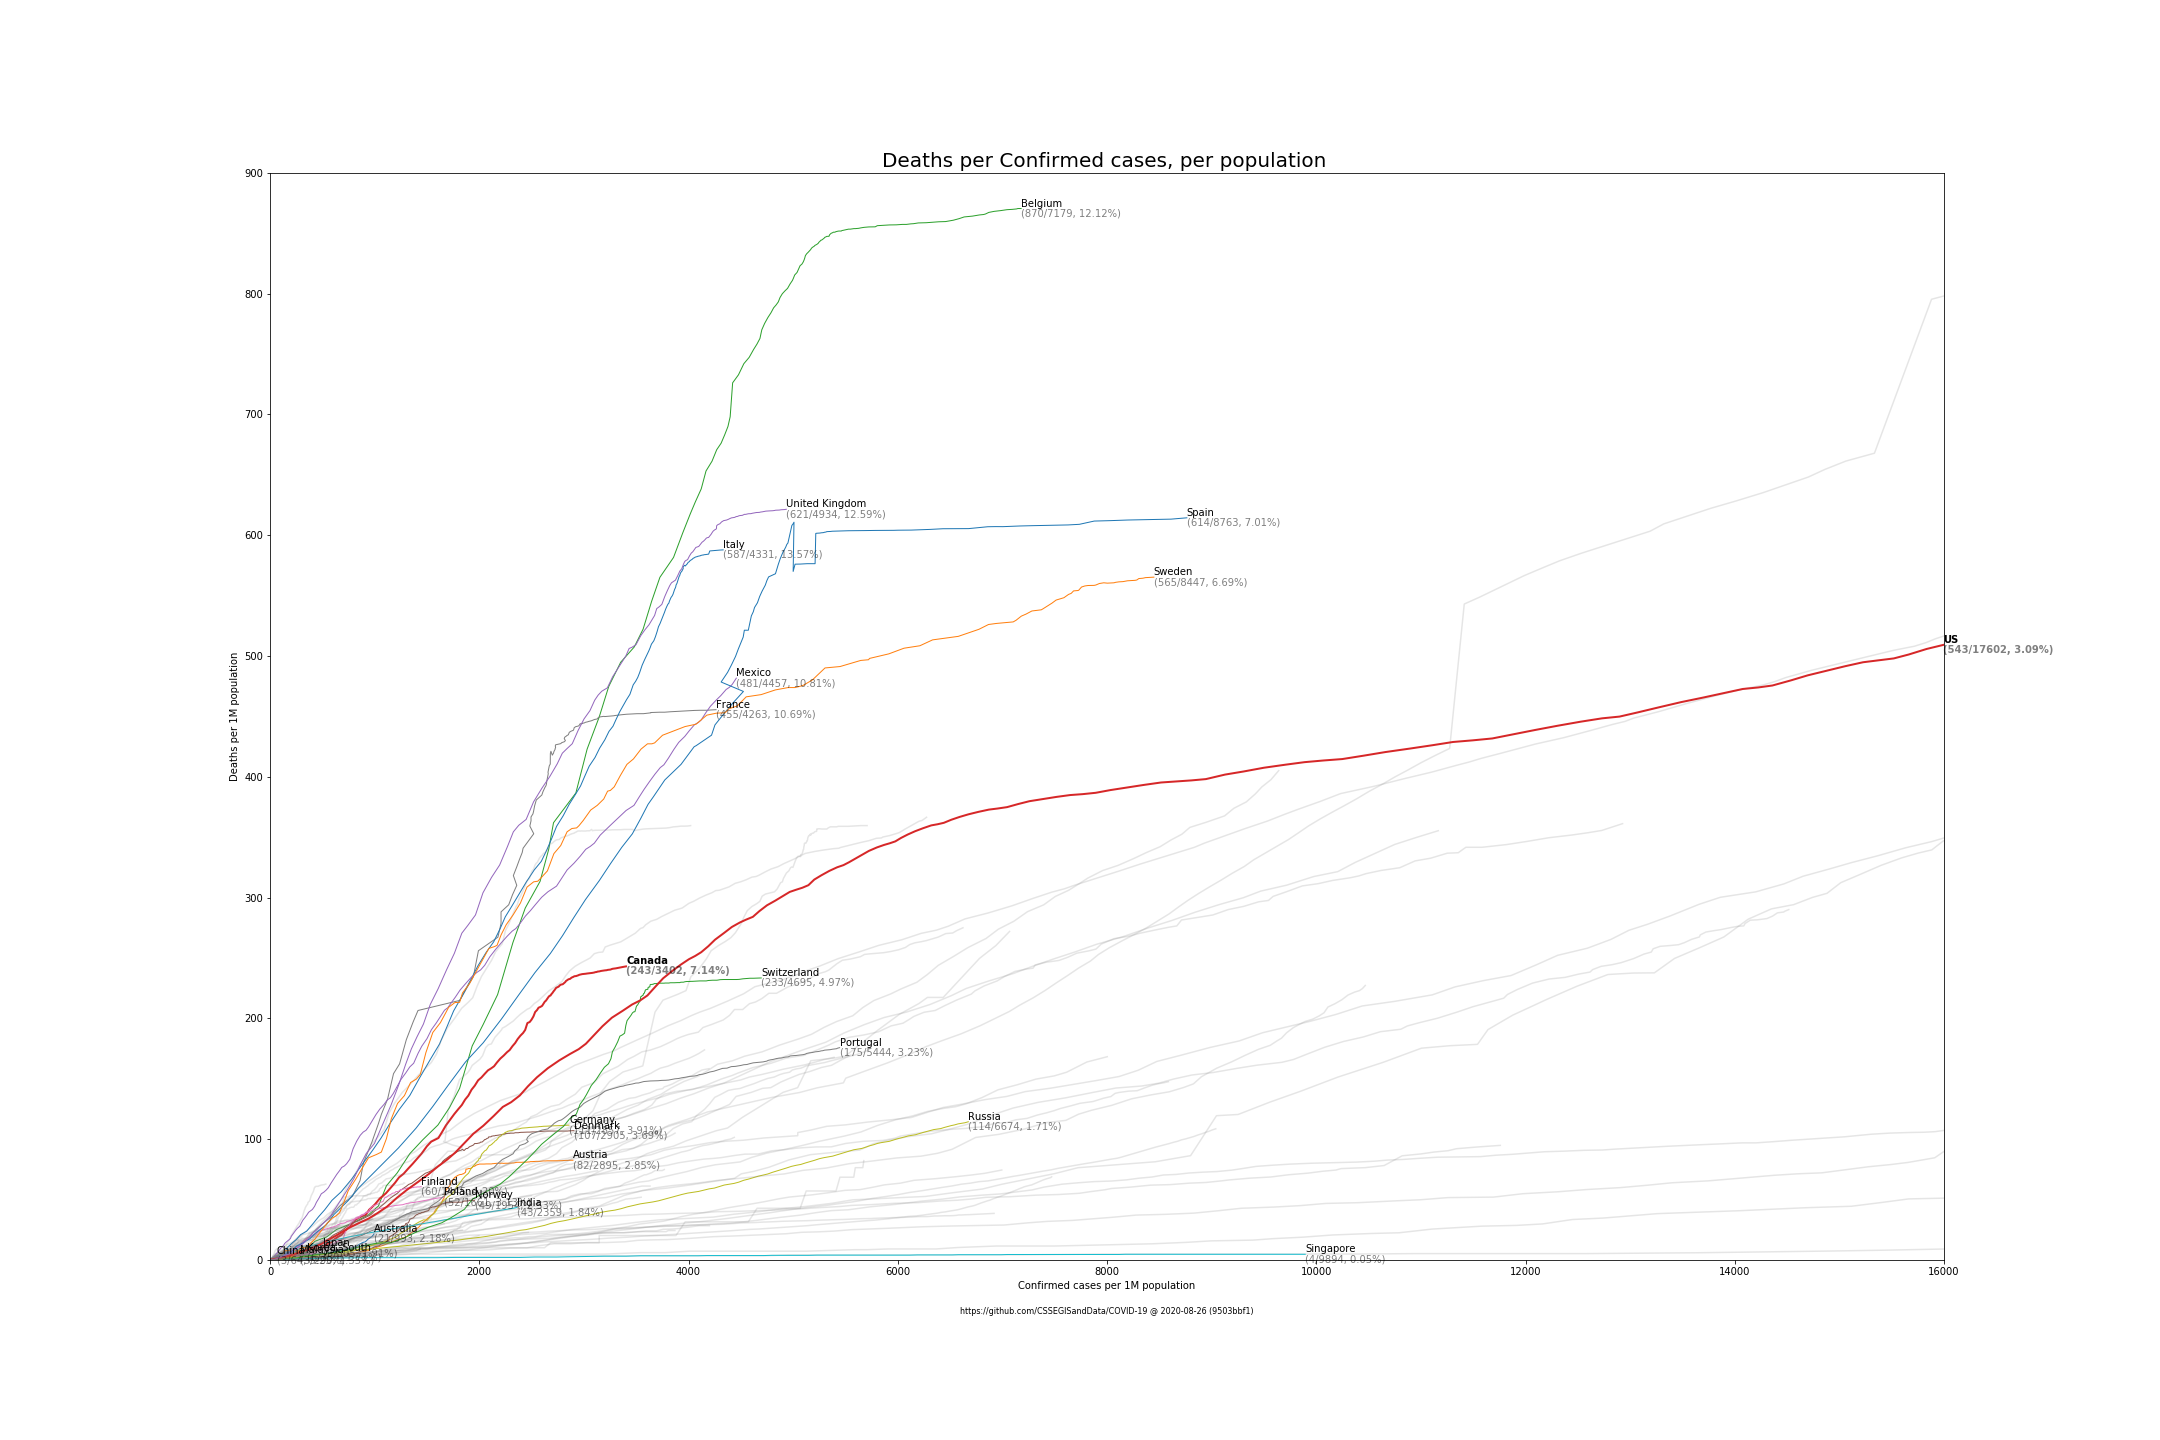 Deaths per Confirmed cases, per population
900
800
700
600
500
400
300
200
100
0
Deaths per 1M population
Belgium
(870/7179, 12.12%)
United Kingdom
(621/4934, 12.59%)
Spain
(614/8763, 7.01%)
Italy
(587/4331, 13.57%)
Sweden
(565/8447, 6.69%)
US
(543/17602, 3.09%)
Mexico
(481/4457, 10.81%)
France
(455/4263, 10.69%)
Canada
(243/3402, 7.14%)
Switzerland
(233/4695, 4.97%)
Portugal
(175/5444, 3.23%)
Germany
Denmark
(107/2905, 3.69%)
Russia
(114/6674, 1.71%)
Austria
(82/2895, 2.85%)
Finland
Poland
Norway
India
(43/2359, 1.84%)
Australia
(21/993, 2.18%)
Japan
South
China
Singapore
(4/9894, 0.05%)
0
2000
4000
6000
8000
10000
12000
14000
16000
Confirmed cases per 1M population
https://github.com/CSSEGISandData/COVID-19 @ 2020-08-26 (9503bbf1)